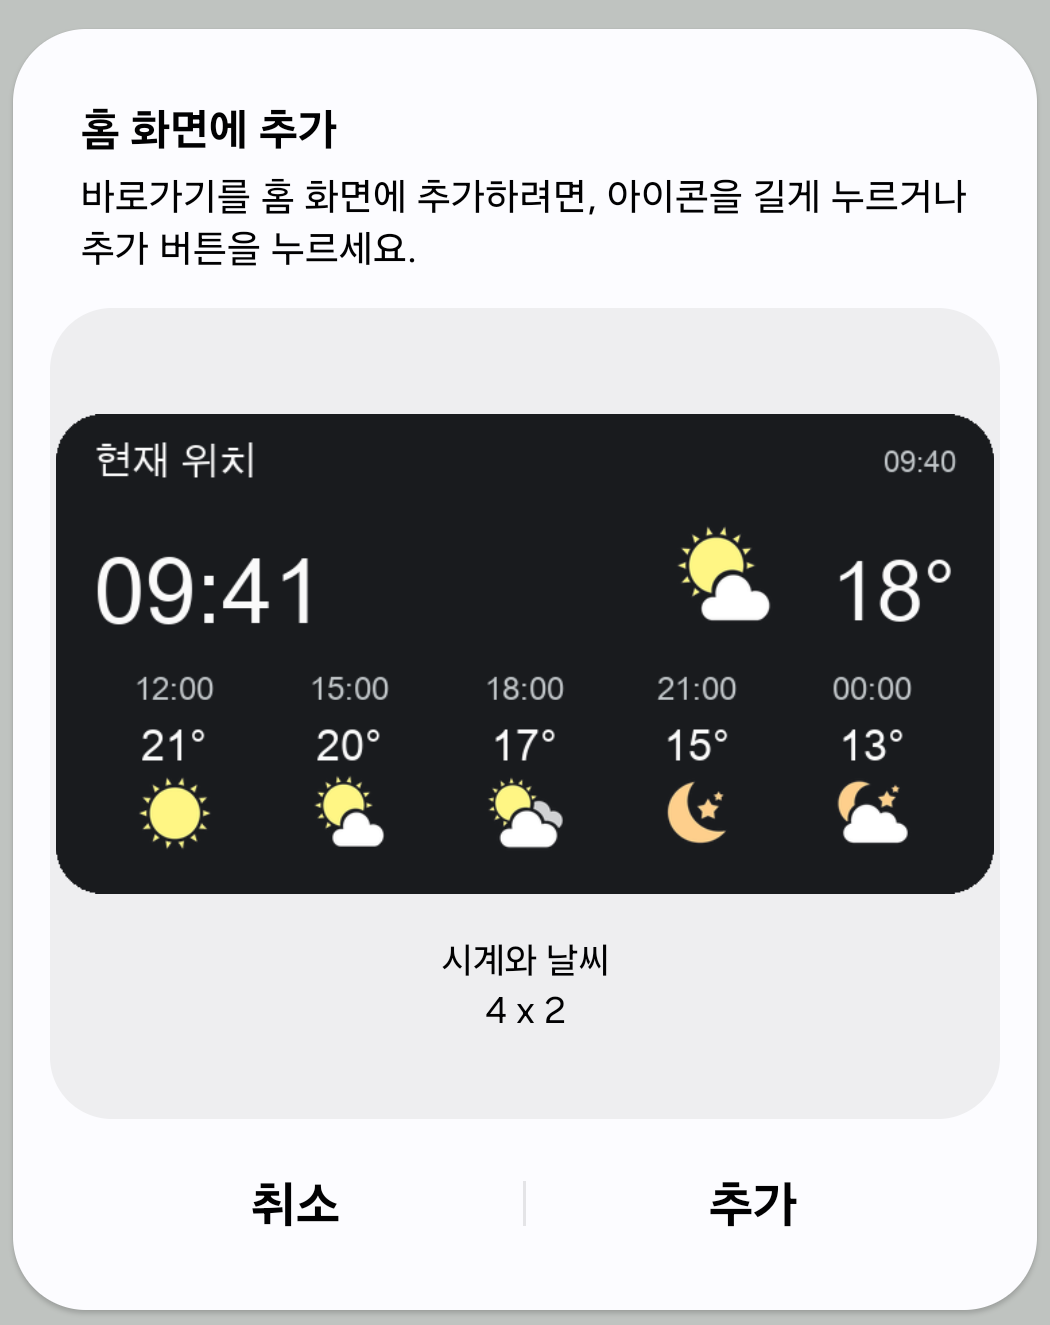 홈 화면에 추가
바로가기를 홈 화면에 추가하려면, 아이콘을 길게 누르거나
추가 버튼을 누르세요.
현재 위치 09:40
09:41 18°
12:00 15:00 18:00 21:00 00:00
21° 20° 17° 15° 13°
시계와 날씨
4 x 2
취소 추가